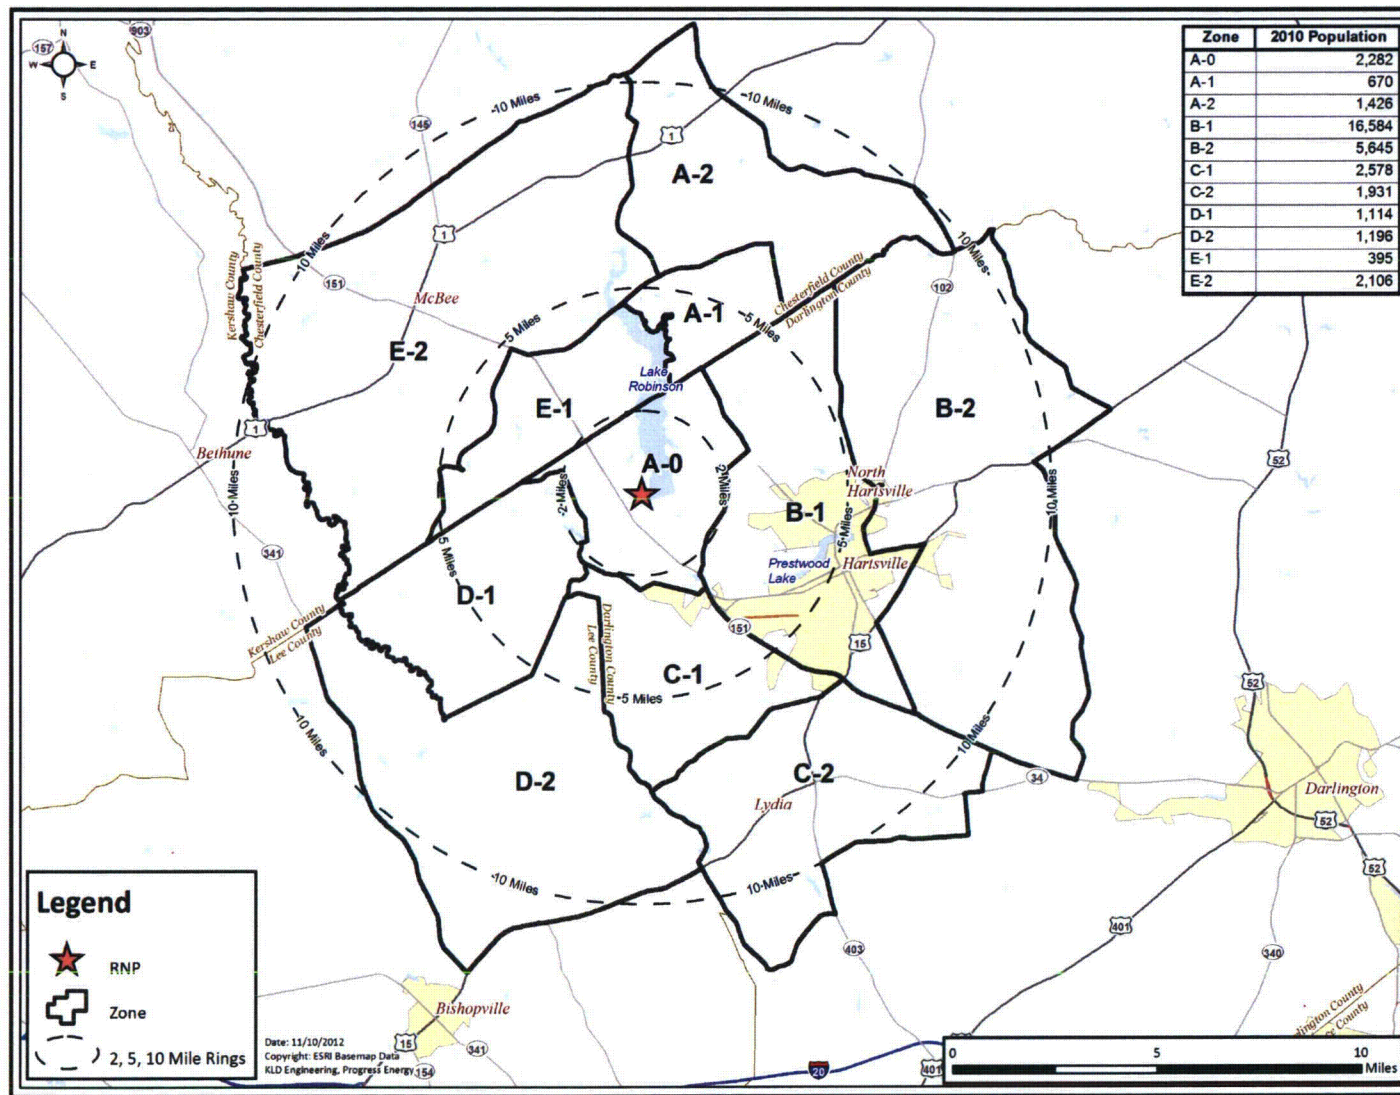 Zone 2010 Population
A-0 2,282
A-1 670
A-2 1,426
B-1 16,584
B-2 5,645
C-1 2,578
C-2 1,931
D-1 1,114
D-2 1,196
E-1 395
E-2 2,106
903
157
N
W E
S
10 Miles
10 Miles
145
1
A-2
1
10 Miles
10 Miles
Kershaw County
Chesterfield County
151
McBee
Chesterfield County
Darlington County
102
5 Miles
A-1
5 Miles
E-2
Lake
Robinson
E-1
B-2
1
Bethune
52
A-0
2 Miles
2 Miles
North
Hartsville
10 Miles
10 Miles
B-1
5 Miles
5 Miles
341
Prestwood
Lake
Hartsville
D-1
Kershaw County
Lee County
Darlington County
Lee County
151
15
C-1
5 Miles
52
10 Miles
10 Miles
D-2
C-2
34
Lydia
Darlington
52
52
10 Miles
10 Miles
401
403
340
Bishopville
15
341
154
20
401
lington County
ee County
Legend
RNP
Zone
2, 5, 10 Mile Rings
Date: 11/10/2012
Copyright: ESRI Basemap Data
KLD Engineering, Progress Energy
0 5 10
Miles